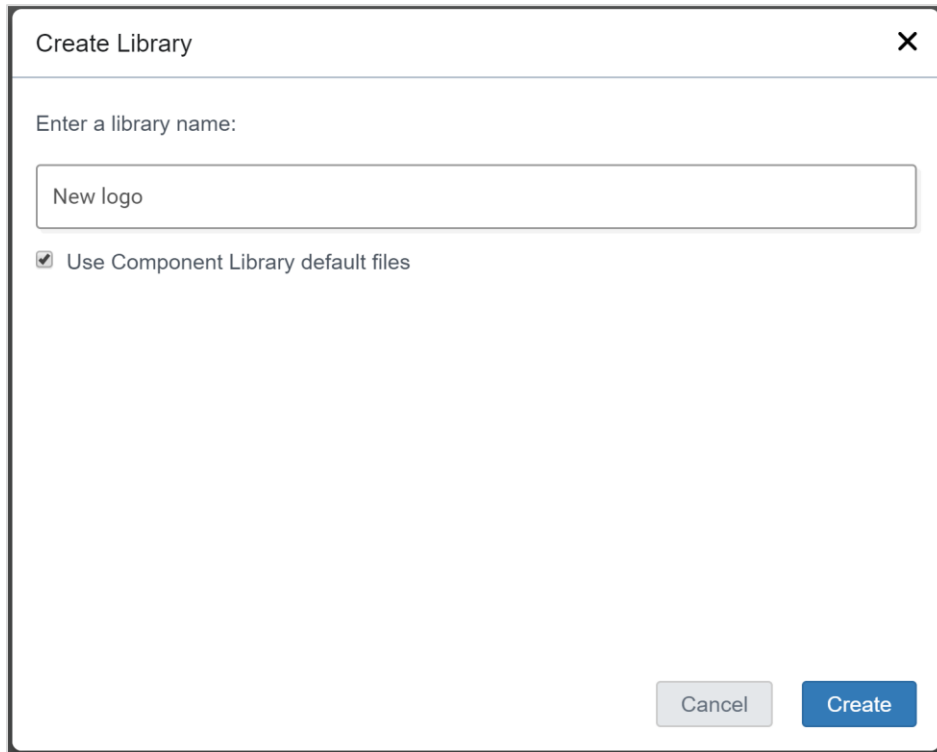 Create Library
Enter a library name:
New logo
Use Component Library default files
Cancel Create